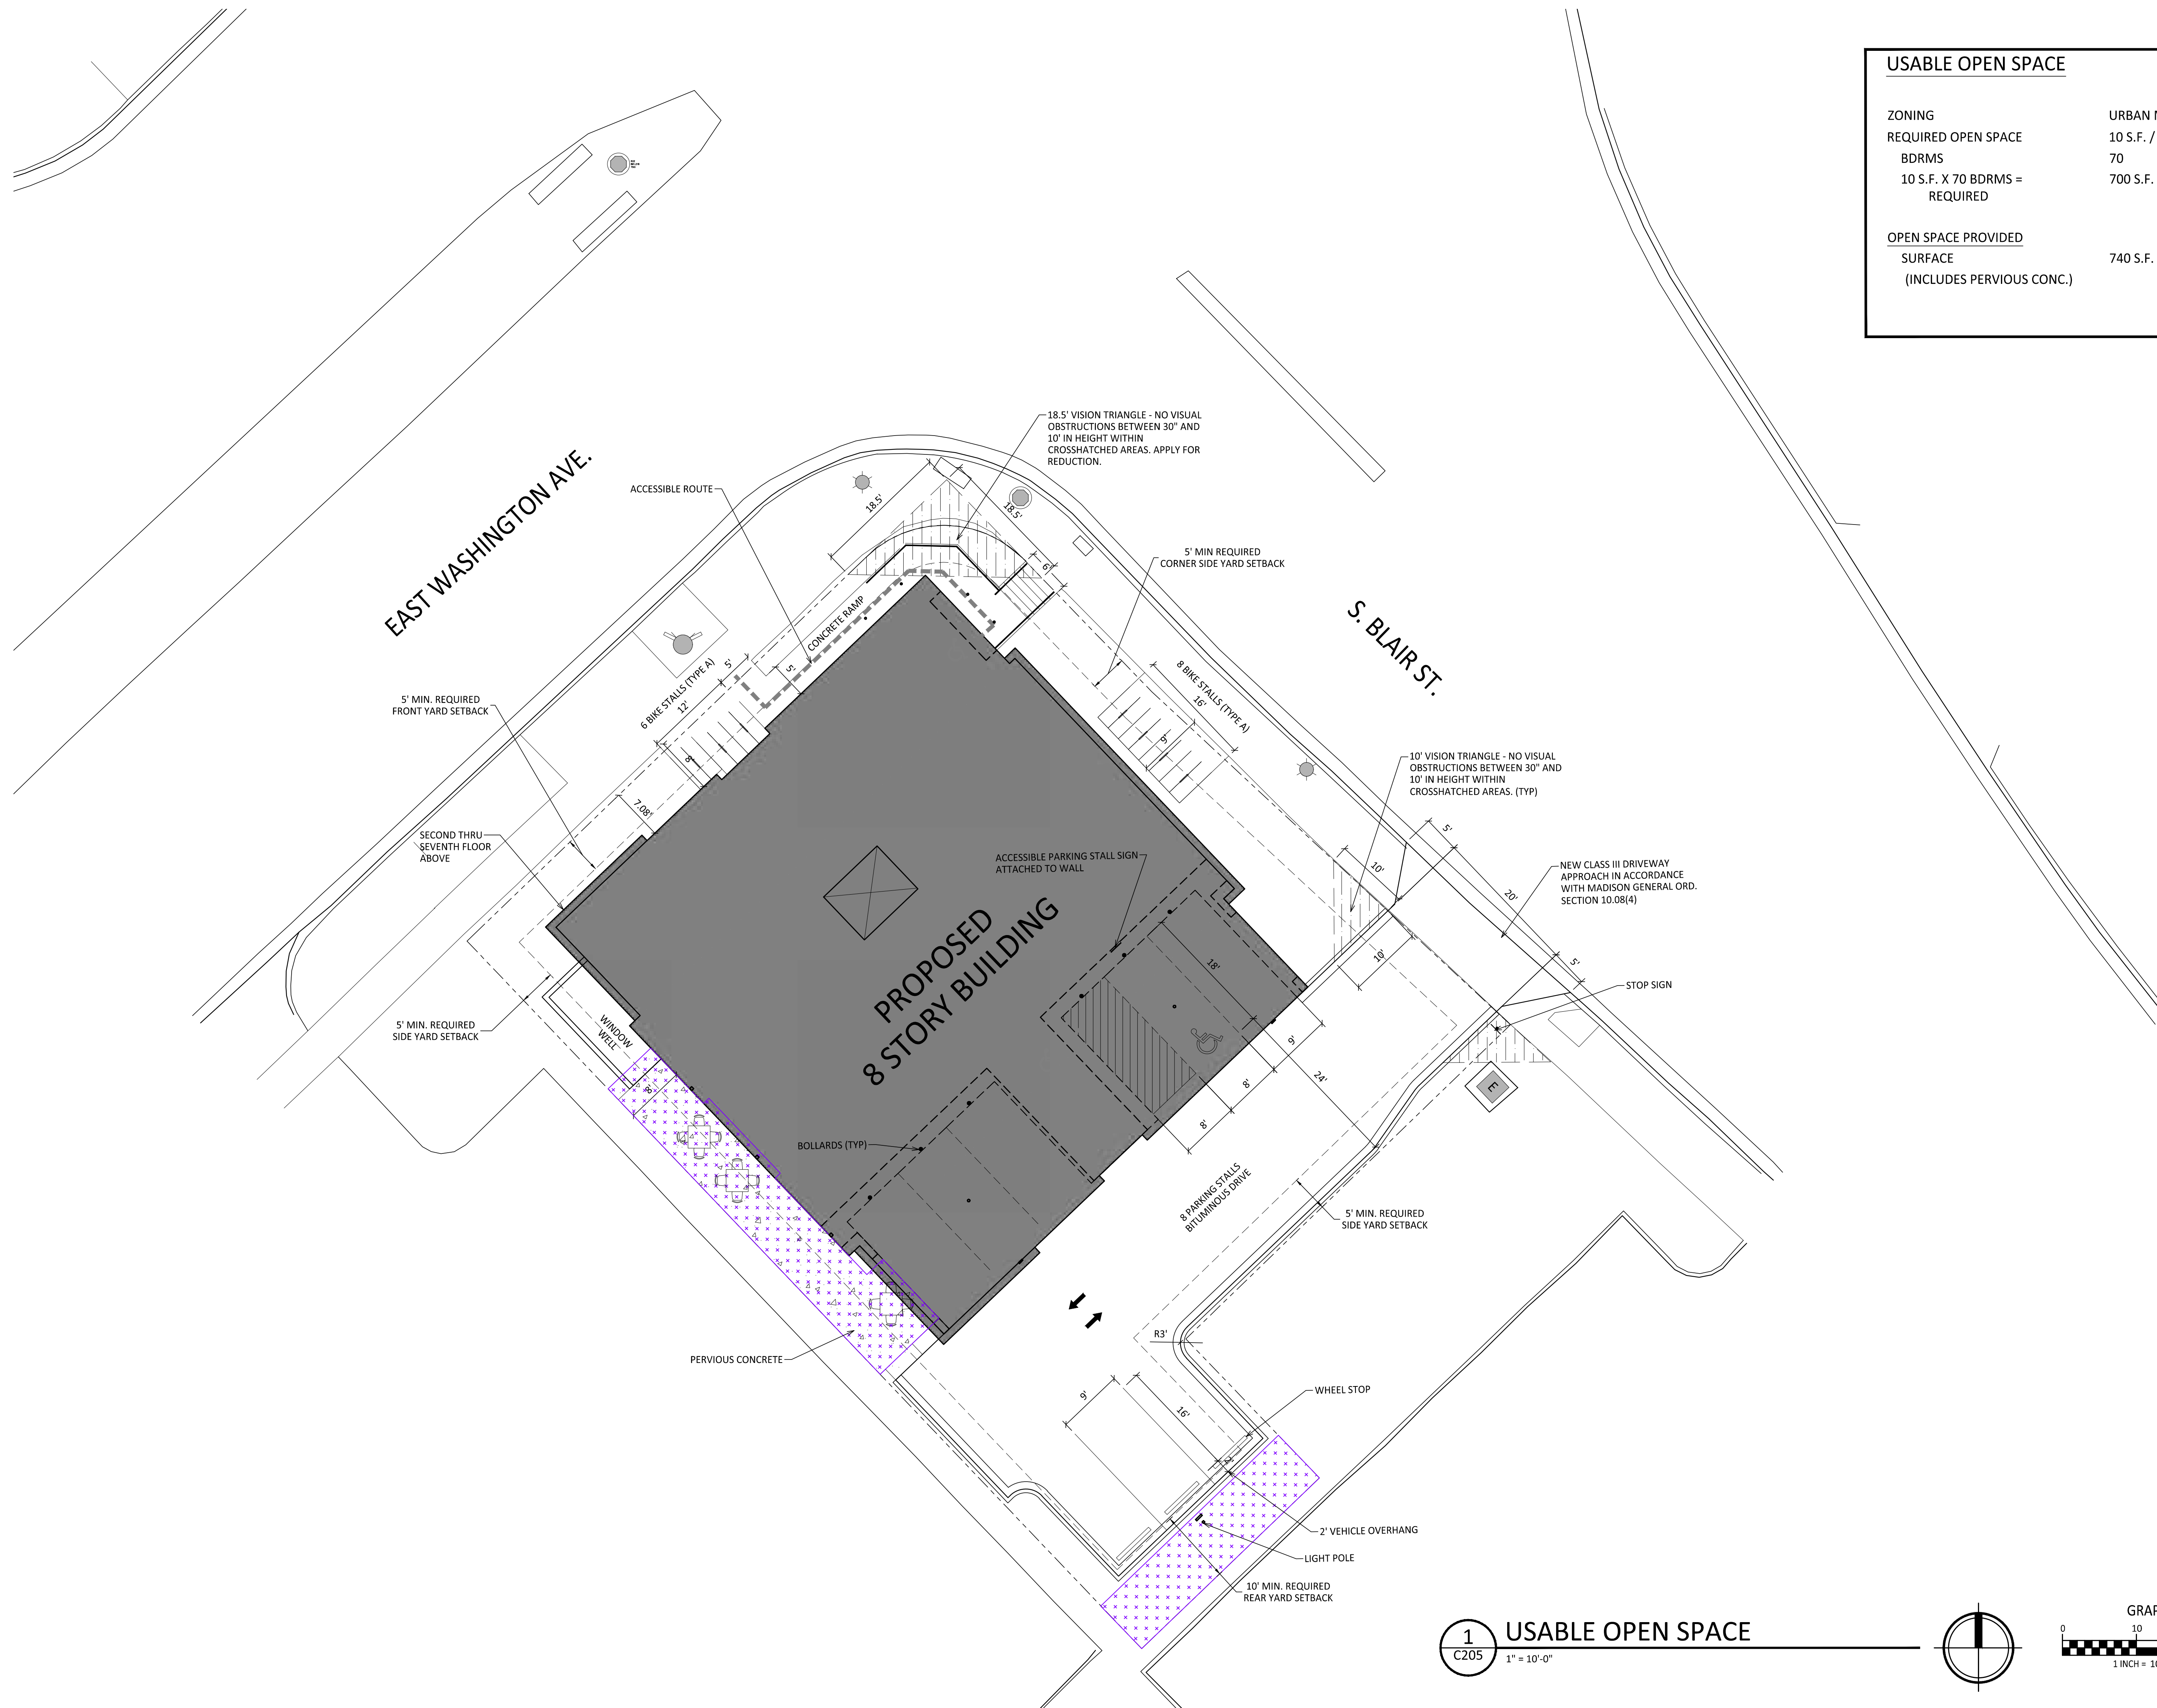 USABLE OPEN SPACE
ZONING URBAN
REQUIRED OPEN SPACE 10 S.F. /
BDRMS 70
10 S.F. X 70 BDRMS = 700 S.F.
REQUIRED
OPEN SPACE PROVIDED
SURFACE 740 S.F.
(INCLUDES PERVIOUS CONC.)
18.5' VISION TRIANGLE - NO VISUAL
OBSTRUCTIONS BETWEEN 30" AND
10' IN HEIGHT WITHIN
CROSSHATCHED AREAS. APPLY FOR
REDUCTION.
EAST WASHINGTON AVE.
ACCESSIBLE ROUTE
18.5'
18.5'
6'
5' MIN REQUIRED
CORNER SIDE YARD SETBACK
S. BLAIR ST.
CONCRETE RAMP
5'
5'
6 BIKE STALLS (TYPE A)
12'
8'
8 BIKE STALLS (TYPE A)
16'
9'
5' MIN. REQUIRED
FRONT YARD SETBACK
7.08'
10' VISION TRIANGLE - NO VISUAL
OBSTRUCTIONS BETWEEN 30" AND
10' IN HEIGHT WITHIN
CROSSHATCHED AREAS. (TYP)
SECOND THRU
SEVENTH FLOOR
ABOVE
ACCESSIBLE PARKING STALL SIGN
ATTACHED TO WALL
5'
10'
20'
NEW CLASS III DRIVEWAY
APPROACH IN ACCORDANCE
WITH MADISON GENERAL ORD.
SECTION 10.08(4)
PROPOSED
8 STORY BUILDING
18'
10'
5'
STOP SIGN
5' MIN. REQUIRED
SIDE YARD SETBACK
WINDOW
WELL
8'
9'
24'
8'
8'
E
BOLLARDS (TYP)
8 PARKING STALLS
BITUMINOUS DRIVE
5' MIN. REQUIRED
SIDE YARD SETBACK
PERVIOUS CONCRETE
R3'
9'
16'
WHEEL STOP
2' VEHICLE OVERHANG
LIGHT POLE
10' MIN. REQUIRED
REAR YARD SETBACK
1
C205
USABLE OPEN SPACE
1" = 10'-0"
0 10
1 INCH =